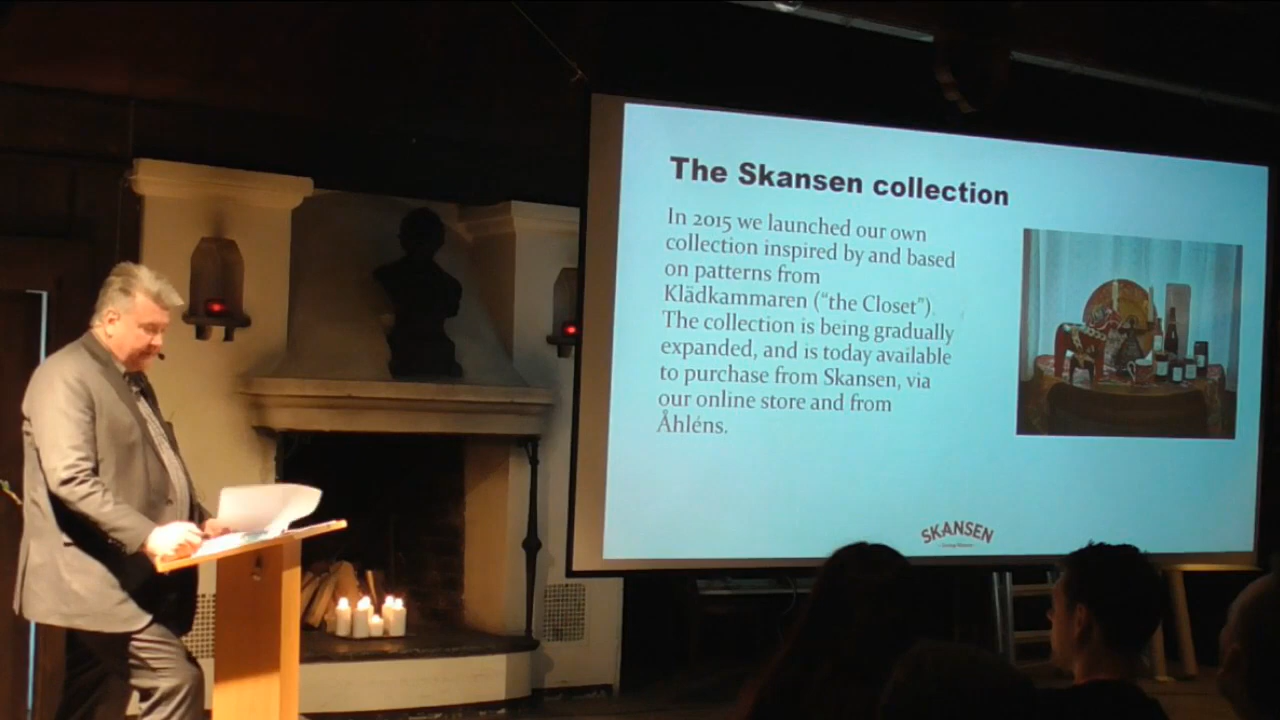 The Skansen collection
In 2015 we launched our own
collection inspired by and based
on patterns from
Klädkammaren (“the Closet”).
The collection is being gradually
expanded, and is today available
to purchase from Skansen, via
our online store and from
Åhléns.
SKANSEN